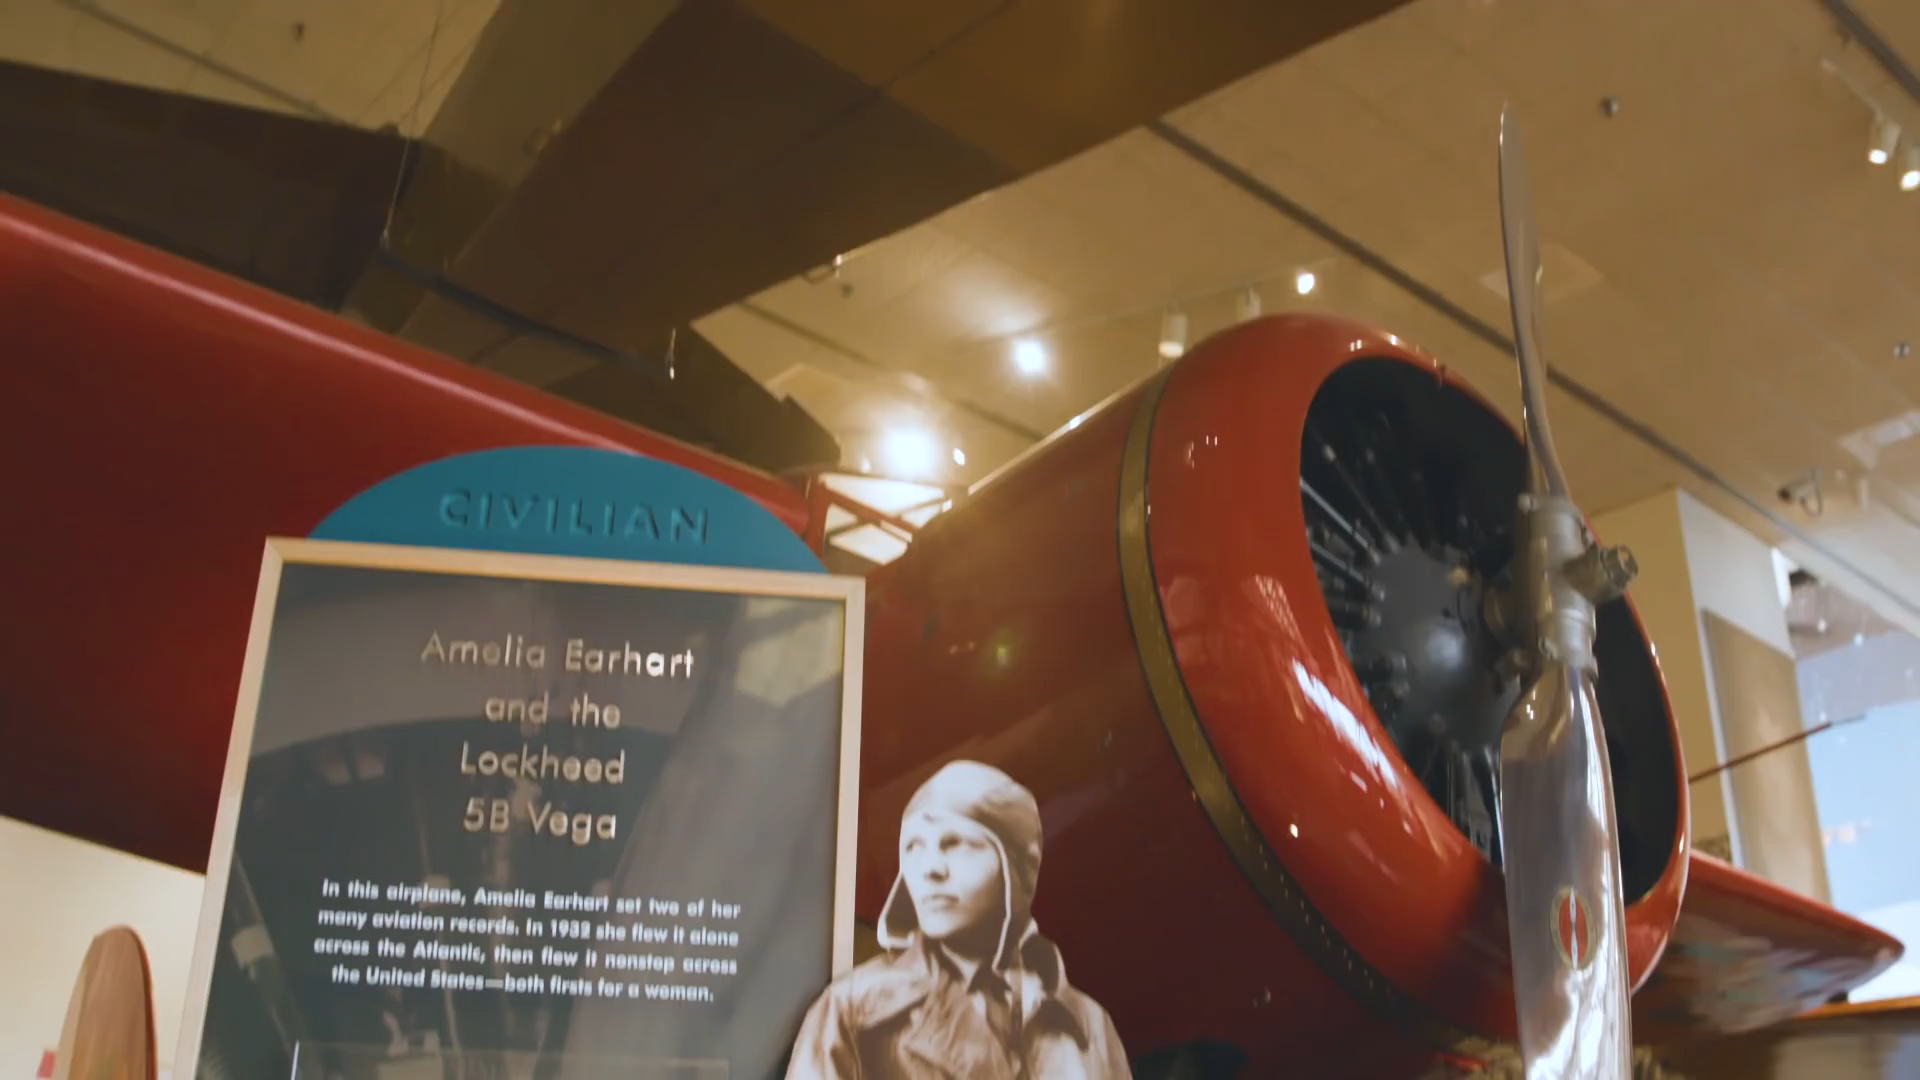 CIVILIAN
Amelia Earhart
and the
Lockheed
5B Vega
In this airplane, Amelia Earhart set two of her
many aviation records. In 1932 she flew it alone
across the Atlantic, then flew it nonstop across
the United States—both firsts for a woman.